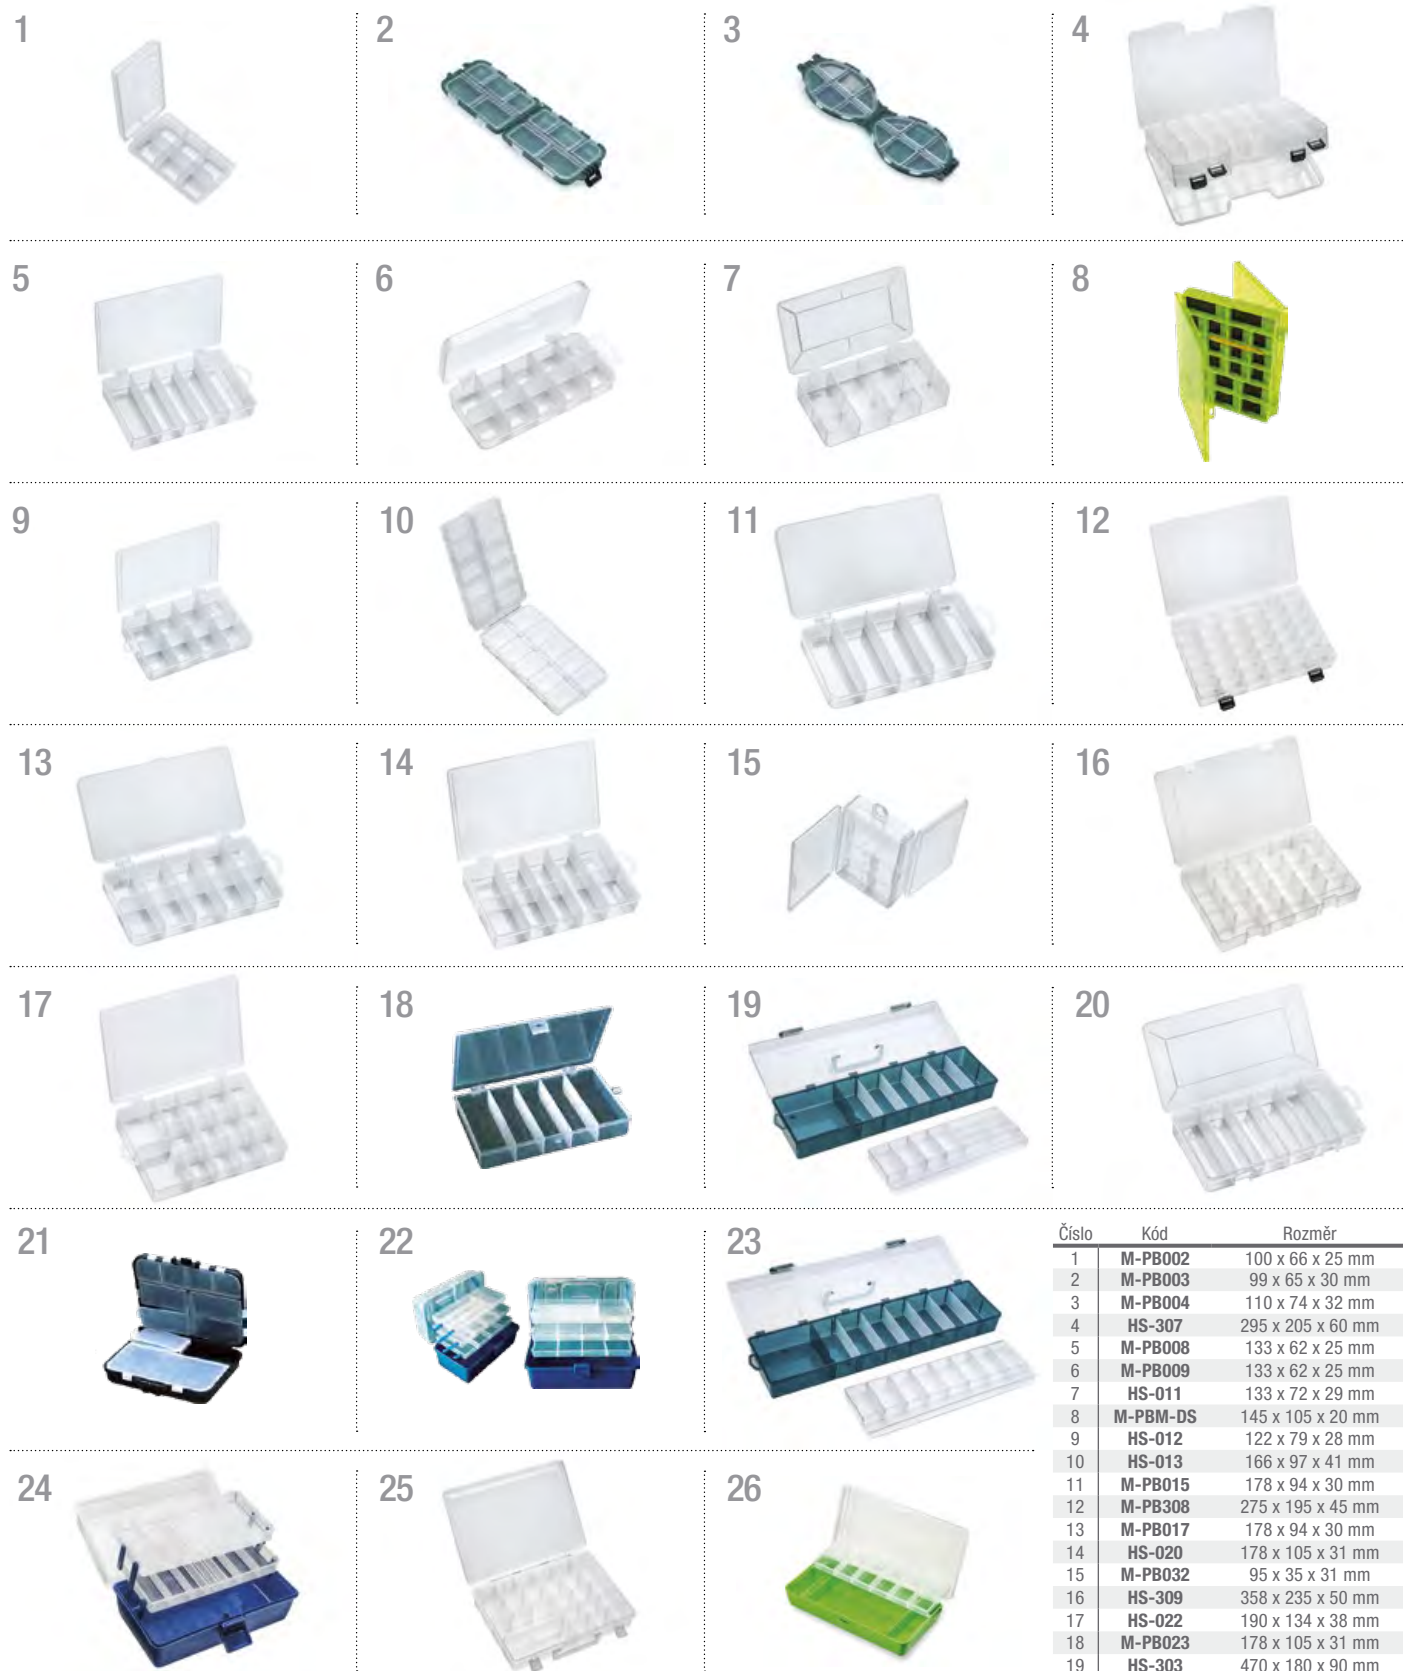 1
2
3
4
5
6
7
8
9
10
11
12
13
14
15
16
17
18
19
20
21
22
23
Číslo Kód Rozměr
1 M-PB002 100 x 66 x 25 mm
2 M-PB003 99 x 65 x 30 mm
3 M-PB004 110 x 74 x 32 mm
4 HS-307 295 x 205 x 60 mm
5 M-PB008 133 x 62 x 25 mm
6 M-PB009 133 x 62 x 25 mm
7 HS-011 133 x 72 x 29 mm
8 M-PBM-DS 145 x 105 x 20 mm
9 HS-012 122 x 79 x 28 mm
10 HS-013 166 x 97 x 41 mm
11 M-PB015 178 x 94 x 30 mm
12 M-PB308 275 x 195 x 45 mm
13 M-PB017 178 x 94 x 30 mm
14 HS-020 178 x 105 x 31 mm
15 M-PB032 95 x 35 x 31 mm
16 HS-309 358 x 235 x 50 mm
17 HS-022 190 x 134 x 38 mm
18 M-PB023 178 x 105 x 31 mm
19 HS-303 470 x 180 x 90 mm
24
25
26